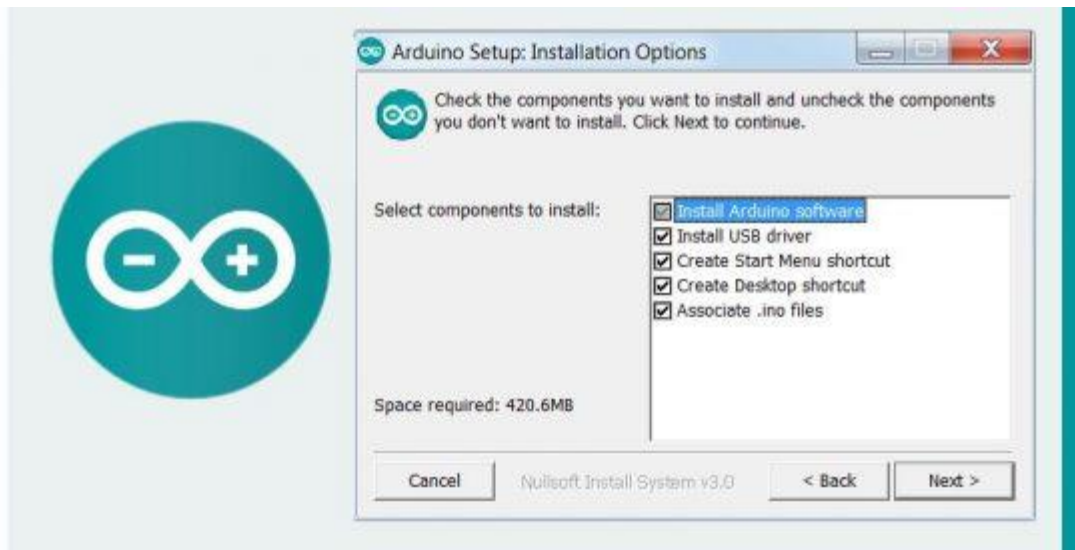 Arduino Setup: Installation Options
Check the components you want to install and uncheck the components
you don't want to install. Click Next to continue.
Select components to install:
Install Arduino software
Install USB driver
Create Start Menu shortcut
Create Desktop shortcut
Associate .ino files
Space required: 420.6MB
Cancel
Nullsoft Install System v3.0
< Back
Next >